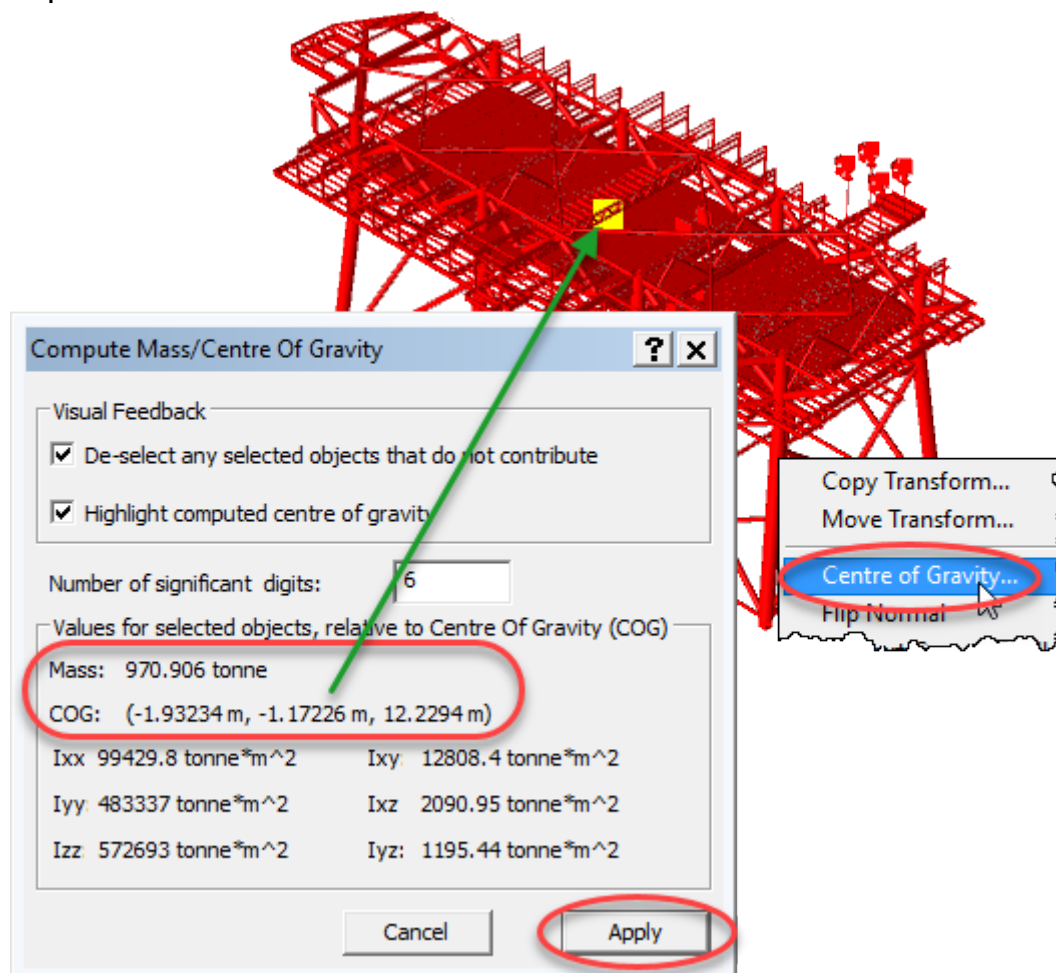 Compute Mass/Centre Of Gravity
? x
Visual Feedback
De-select any selected objects that do not contribute
Highlight computed centre of gravity
Number of significant digits: 6
Values for selected objects, relative to Centre Of Gravity (COG)
Mass: 970.906 tonne
COG: (-1.93234 m, -1.17226 m, 12.2294 m)
Ixx 99429.8 tonne*m^2 Ixy: 12808.4 tonne*m^2
Iyy: 483337 tonne*m^2 Ixz 2090.95 tonne*m^2
Izz 572693 tonne*m^2 Iyz: 1195.44 tonne*m^2
Cancel Apply
Copy Transform...
Move Transform...
Centre of Gravity...
Flip Normal